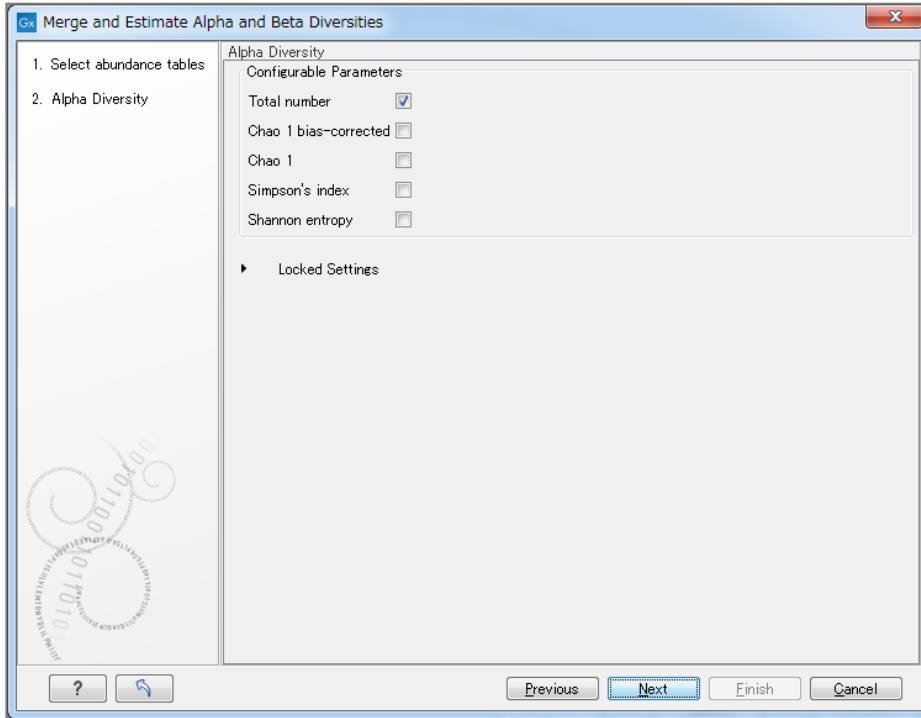 Gx Merge and Estimate Alpha and Beta Diversities
1. Select abundance tables
2. Alpha Diversity
Alpha Diversity
Configurable Parameters
Total number
Chao 1 bias-corrected
Chao 1
Simpson's index
Shannon entropy
Locked Settings
?
Previous
Next
Finish
Cancel